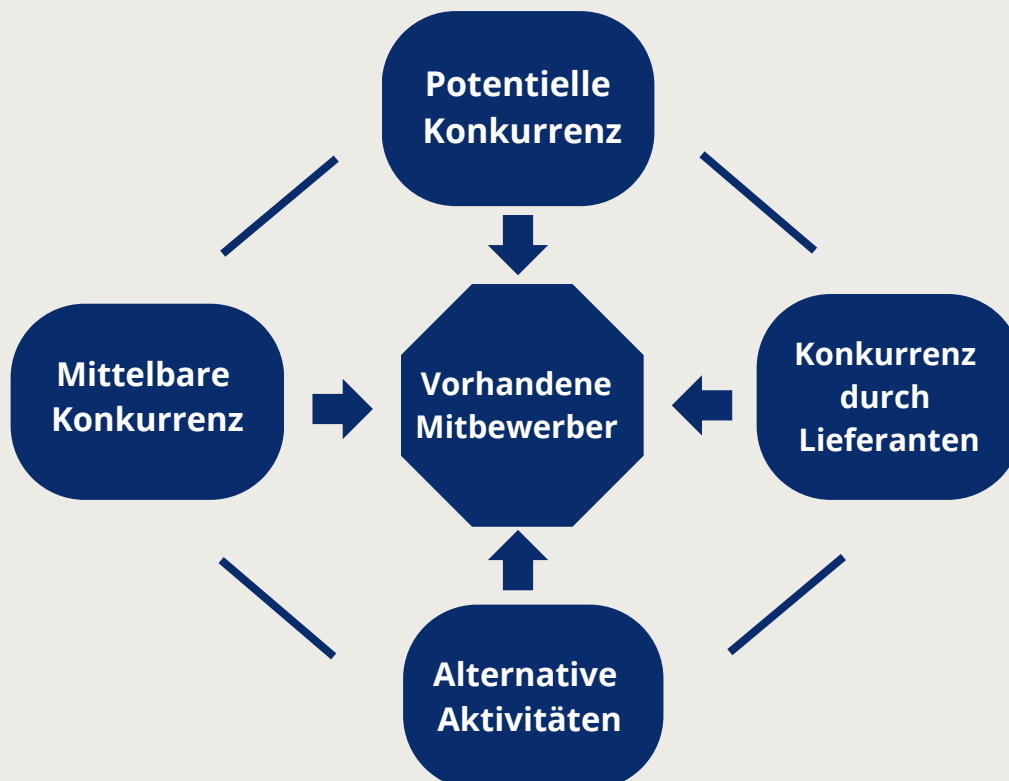 Potentielle
Konkurrenz
Mittelbare
Konkurrenz
Vorhandene
Mitbewerber
Konkurrenz
durch
Lieferanten
Alternative
Aktivitäten